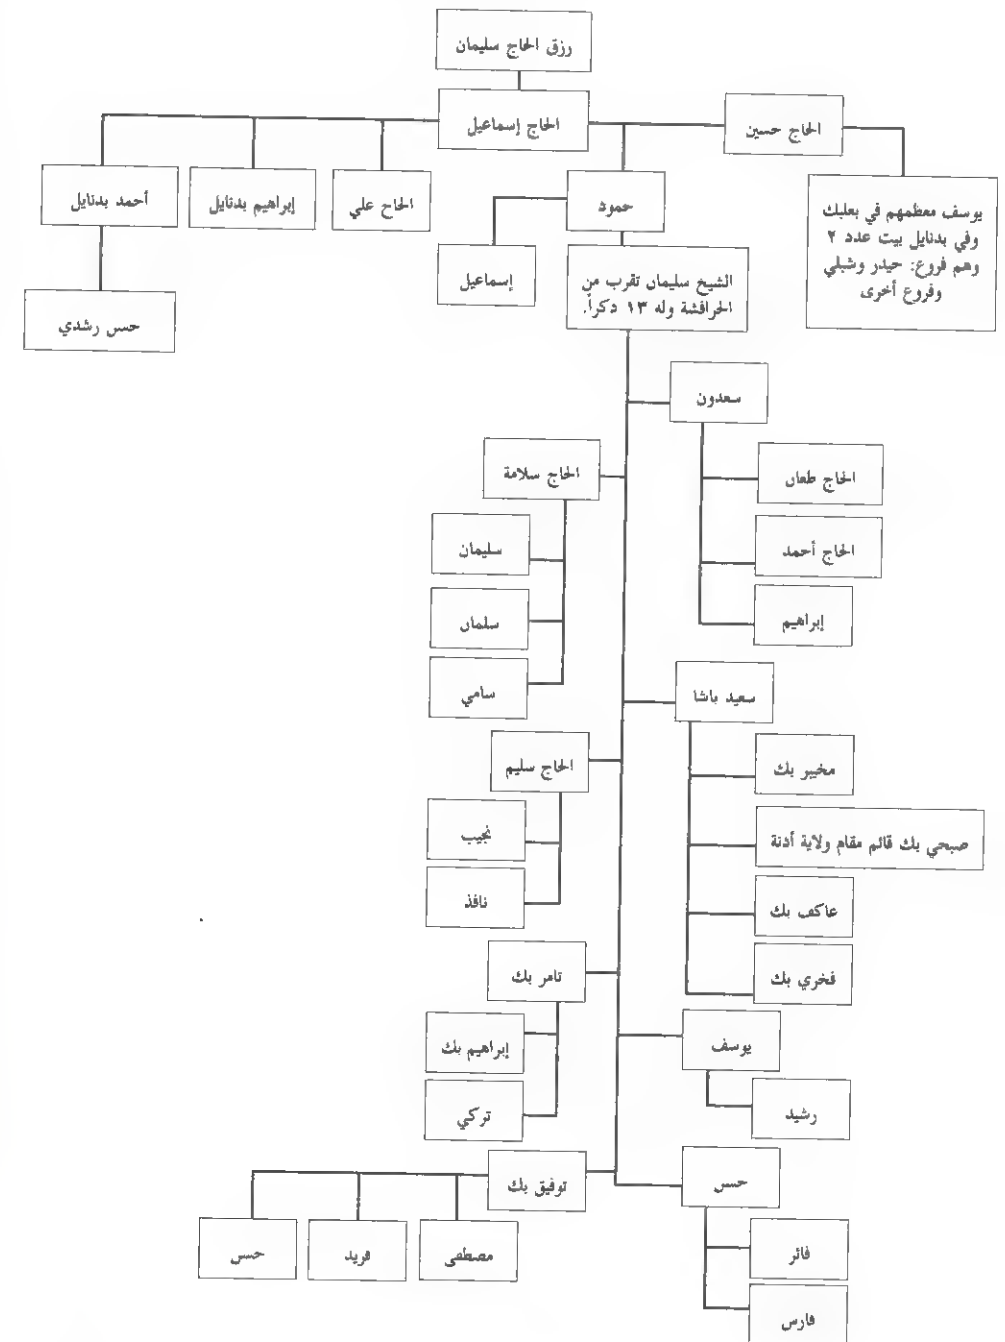 رزق الحاج سليمان
الحاج إسماعيل
الحاج حسين
أحمد بدنايل
إبراهيم بدنايل
الحاح علي
حمود
يوسف معظمهم في بعلبك
وفي بدنايل بيت عدد ٢
وهم فروع: حيدر وشبلي
وفروع أخرى
إسماعيل
الشيخ سليمان تقرب من
الحرافشة وله ١٣ دكراً.
حسن رشدي
سعدون
الحاج طعان
الحاج أحمد
إبراهيم
الحاج سلامة
سليمان
سلمان
سامي
سعيد باشا
مخيبر بك
صبحي بك قائم مقام ولاية أدنة
عاكف بك
فخري بك
الحاج سليم
نجيب
نافذ
تامر بك
إبراهيم بك
تركي
يوسف
رشيد
توفيق بك
مصطفى
فريد
حسن
حسن
فائر
فارس